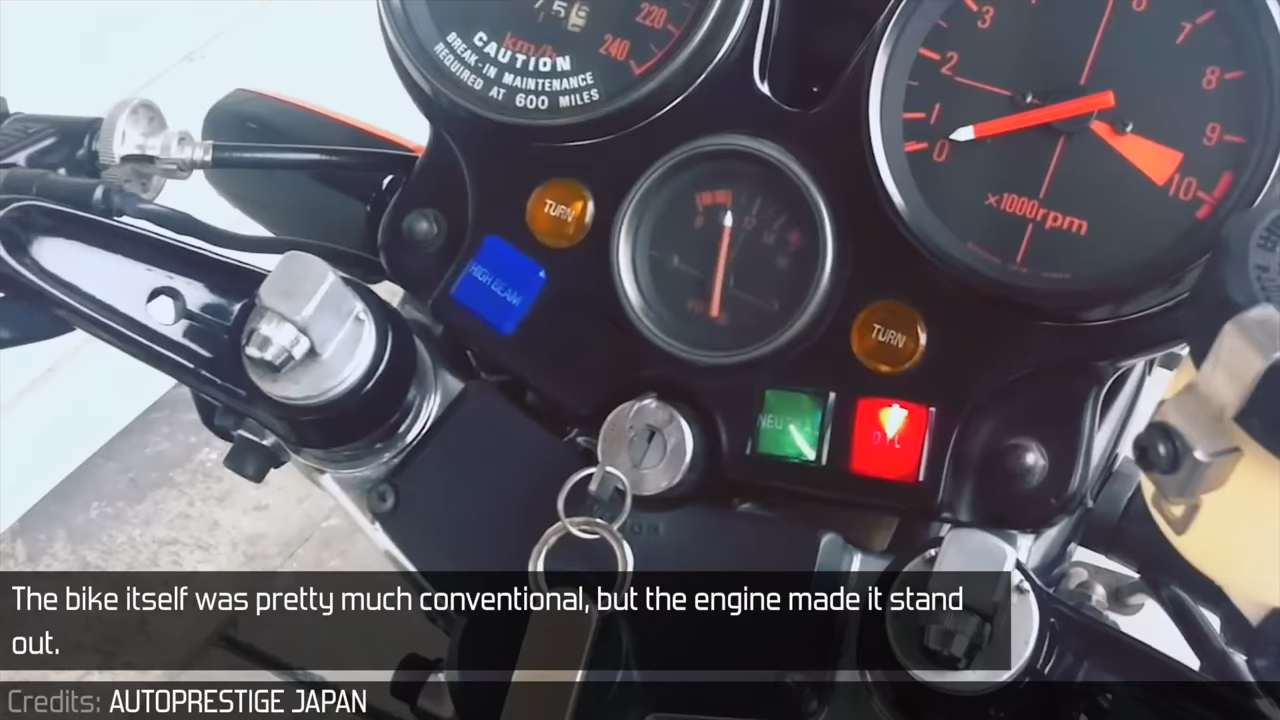 220
240
km/h
CAUTION
BREAK-IN MAINTENANCE
REQUIRED AT 600 MILES
0
1
2
3
7
8
9
10
×1000rpm
TURN
HIGH BEAM
TURN
NEUTRAL
OIL
The bike itself was pretty much conventional, but the engine made it stand
out.
Credits: AUTOPRESTIGE JAPAN